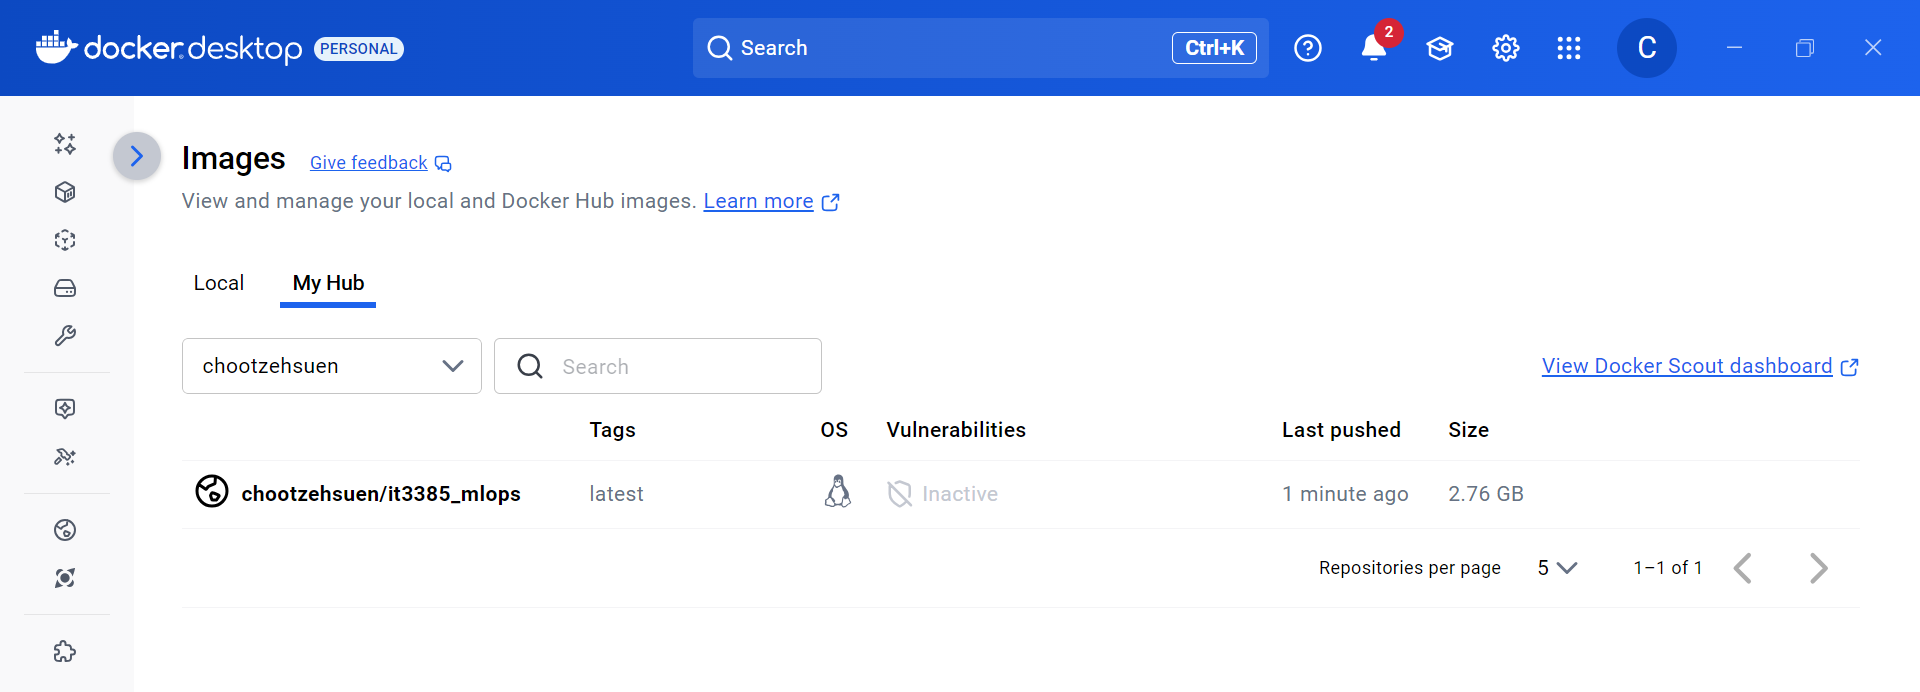 docker desktop PERSONAL
Search Ctrl+K
2
C
Images Give feedback
View and manage your local and Docker Hub images. Learn more
Local My Hub
chootzehsuen Search View Docker Scout dashboard
Tags OS Vulnerabilities Last pushed Size
chootzehsuen/it3385_mlops latest Inactive 1 minute ago 2.76 GB
Repositories per page 5 1–1 of 1